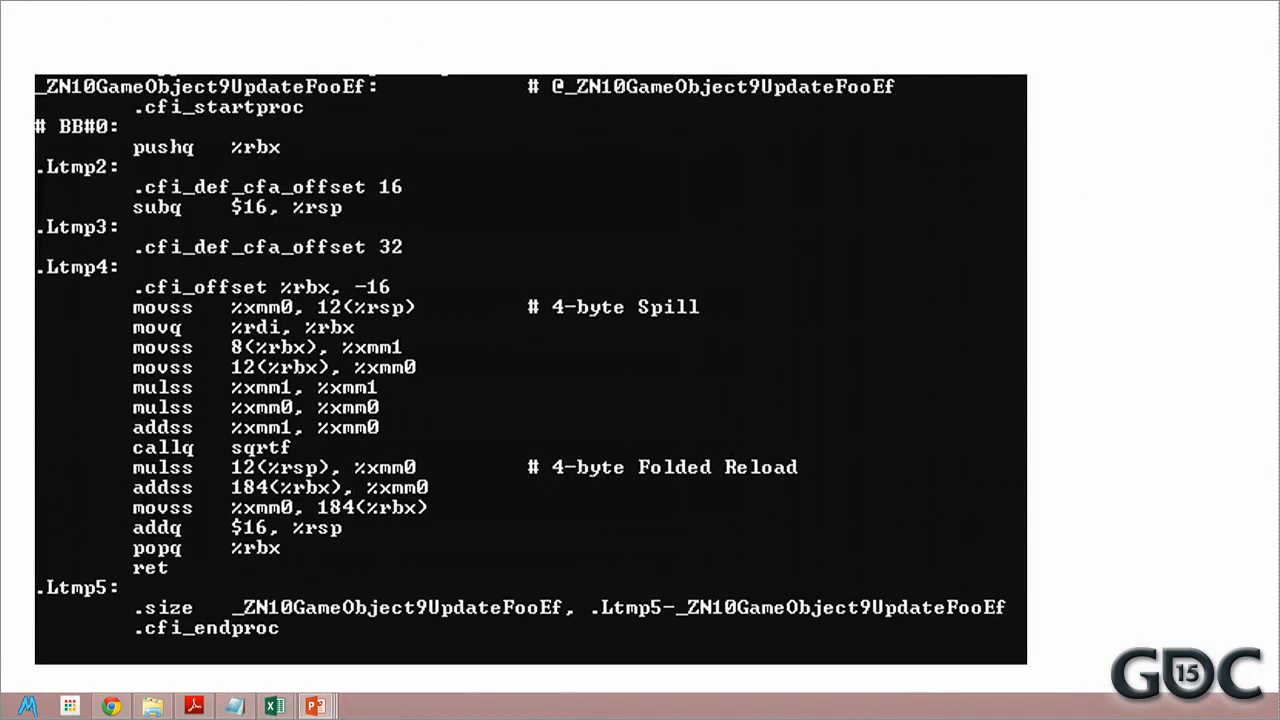 _ZN10GameObject9UpdateFooEf: # @_ZN10GameObject9UpdateFooEf
.cfi_startproc
# BB#0:
pushq %rbx
.Ltmp2:
.cfi_def_cfa_offset 16
subq $16, %rsp
.Ltmp3:
.cfi_def_cfa_offset 32
.Ltmp4:
.cfi_offset %rbx, -16
movss %xmm0, 12(%rsp) # 4-byte Spill
movq %rdi, %rbx
movss 8(%rbx), %xmm1
movss 12(%rbx), %xmm0
mulss %xmm1, %xmm1
mulss %xmm0, %xmm0
addss %xmm1, %xmm0
callq sqrtf
mulss 12(%rsp), %xmm0 # 4-byte Folded Reload
addss 184(%rbx), %xmm0
movss %xmm0, 184(%rbx)
addq $16, %rsp
popq %rbx
ret
.Ltmp5:
.size _ZN10GameObject9UpdateFooEf, .Ltmp5-_ZN10GameObject9UpdateFooEf
.cfi_endproc
GDC 15